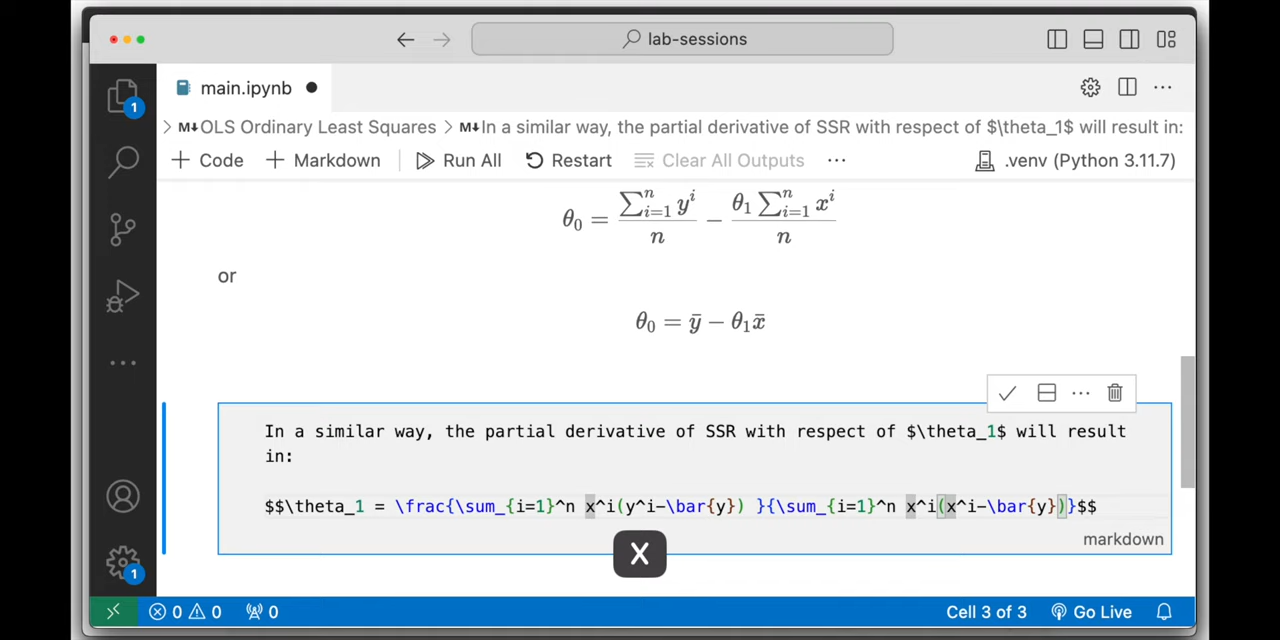 lab-sessions
main.ipynb
> M↓OLS Ordinary Least Squares > M↓In a similar way, the partial derivative of SSR with respect of $\theta_1$ will result in:
+ Code + Markdown Run All Restart Clear All Outputs ··· .venv (Python 3.11.7)
θ₀ = \frac{∑_{i=1}^n y^i}{n} − \frac{θ₁ ∑_{i=1}^n x^i}{n}
or
θ₀ = ȳ − θ₁x̄
In a similar way, the partial derivative of SSR with respect of $\theta_1$ will result
in:
$$\theta_1 = \frac{\sum_{i=1}^n x^i(y^i-\bar{y}) }{\sum_{i=1}^n x^i(x^i-\bar{y})}$$
markdown
X
1
1
0 0 0 Cell 3 of 3 Go Live